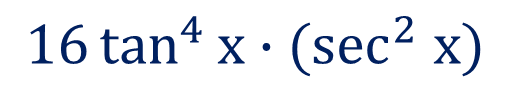 16 tan⁴ x · (sec² x)